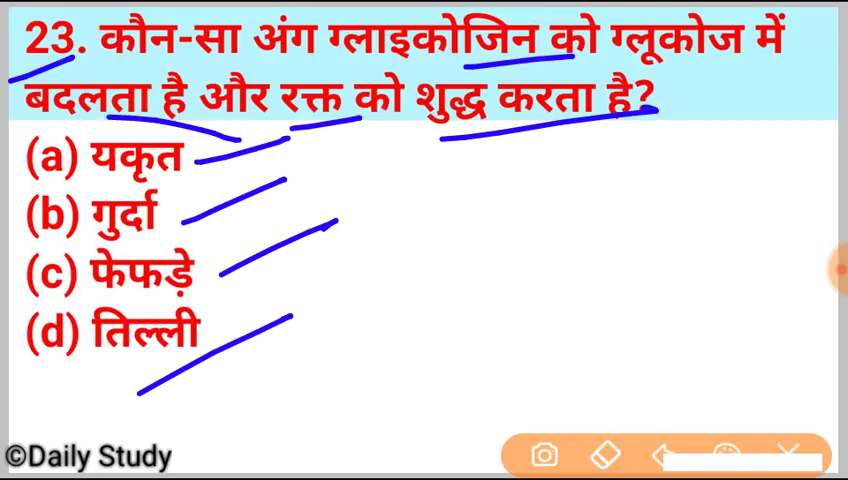 23. कौन-सा अंग ग्लाइकोजिन को ग्लूकोज में
बदलता है और रक्त को शुद्ध करता है?
(a) यकृत
(b) गुर्दा
(c) फेफड़े
(d) तिल्ली
©Daily Study